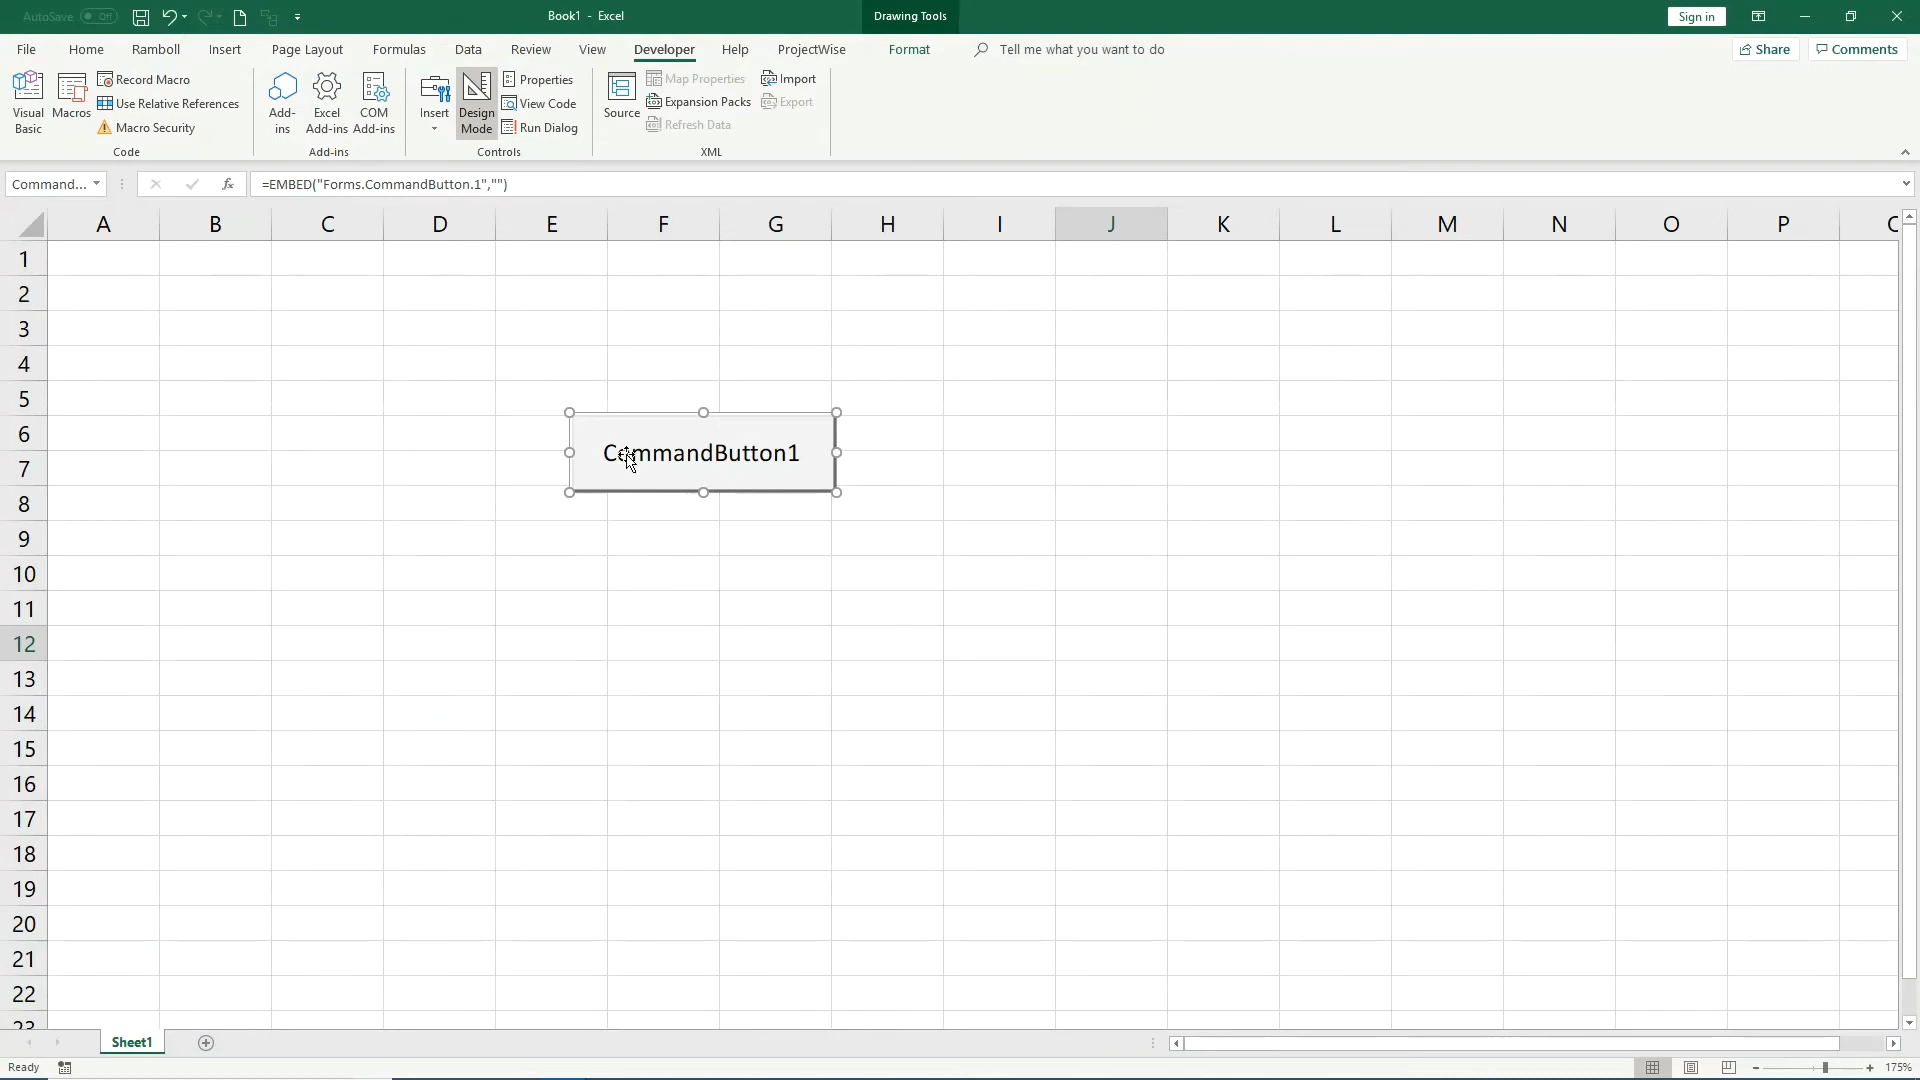 AutoSave Off
Book1 - Excel
Drawing Tools
Sign in
File Home Ramboll Insert Page Layout Formulas Data Review View Developer Help ProjectWise Format Tell me what you want to do Share Comments
Visual Basic
Macros
Record Macro
Use Relative References
Macro Security
Code
Add-ins
Excel Add-ins
COM Add-ins
Add-ins
Insert
Design Mode
Properties
View Code
Run Dialog
Controls
Source
Map Properties
Expansion Packs
Refresh Data
Import
Export
XML
Command...
fx
=EMBED("Forms.CommandButton.1","")
A B C D E F G H I J K L M N O P
1
2
3
4
5
6
CommandButton1
7
8
9
10
11
12
13
14
15
16
17
18
19
20
21
22
23
Sheet1
Ready
175%